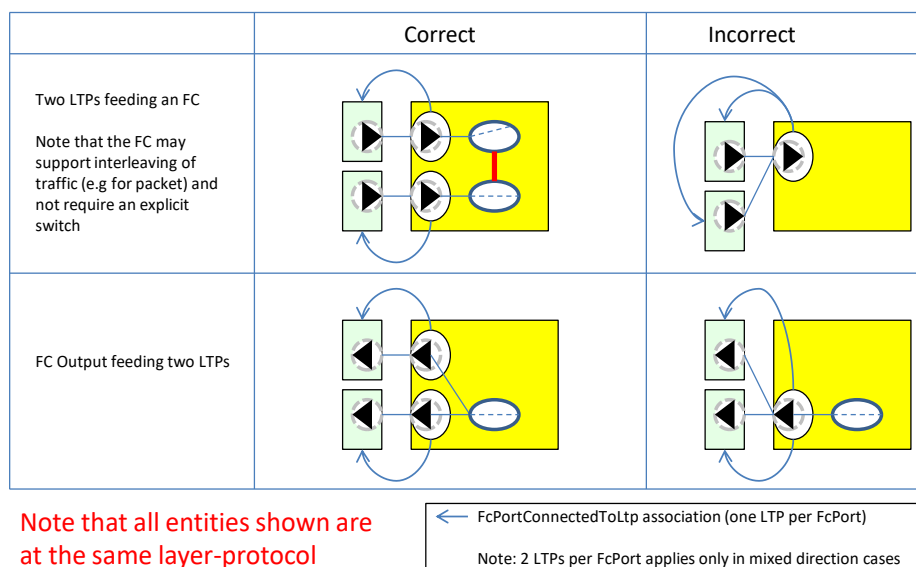 Correct
Incorrect
Two LTPs feeding an FC
Note that the FC may
support interleaving of
traffic (e.g for packet) and
not require an explicit
switch
FC Output feeding two LTPs
Note that all entities shown are
at the same layer-protocol
FcPortConnectedToLtp association (one LTP per FcPort)
Note: 2 LTPs per FcPort applies only in mixed direction cases